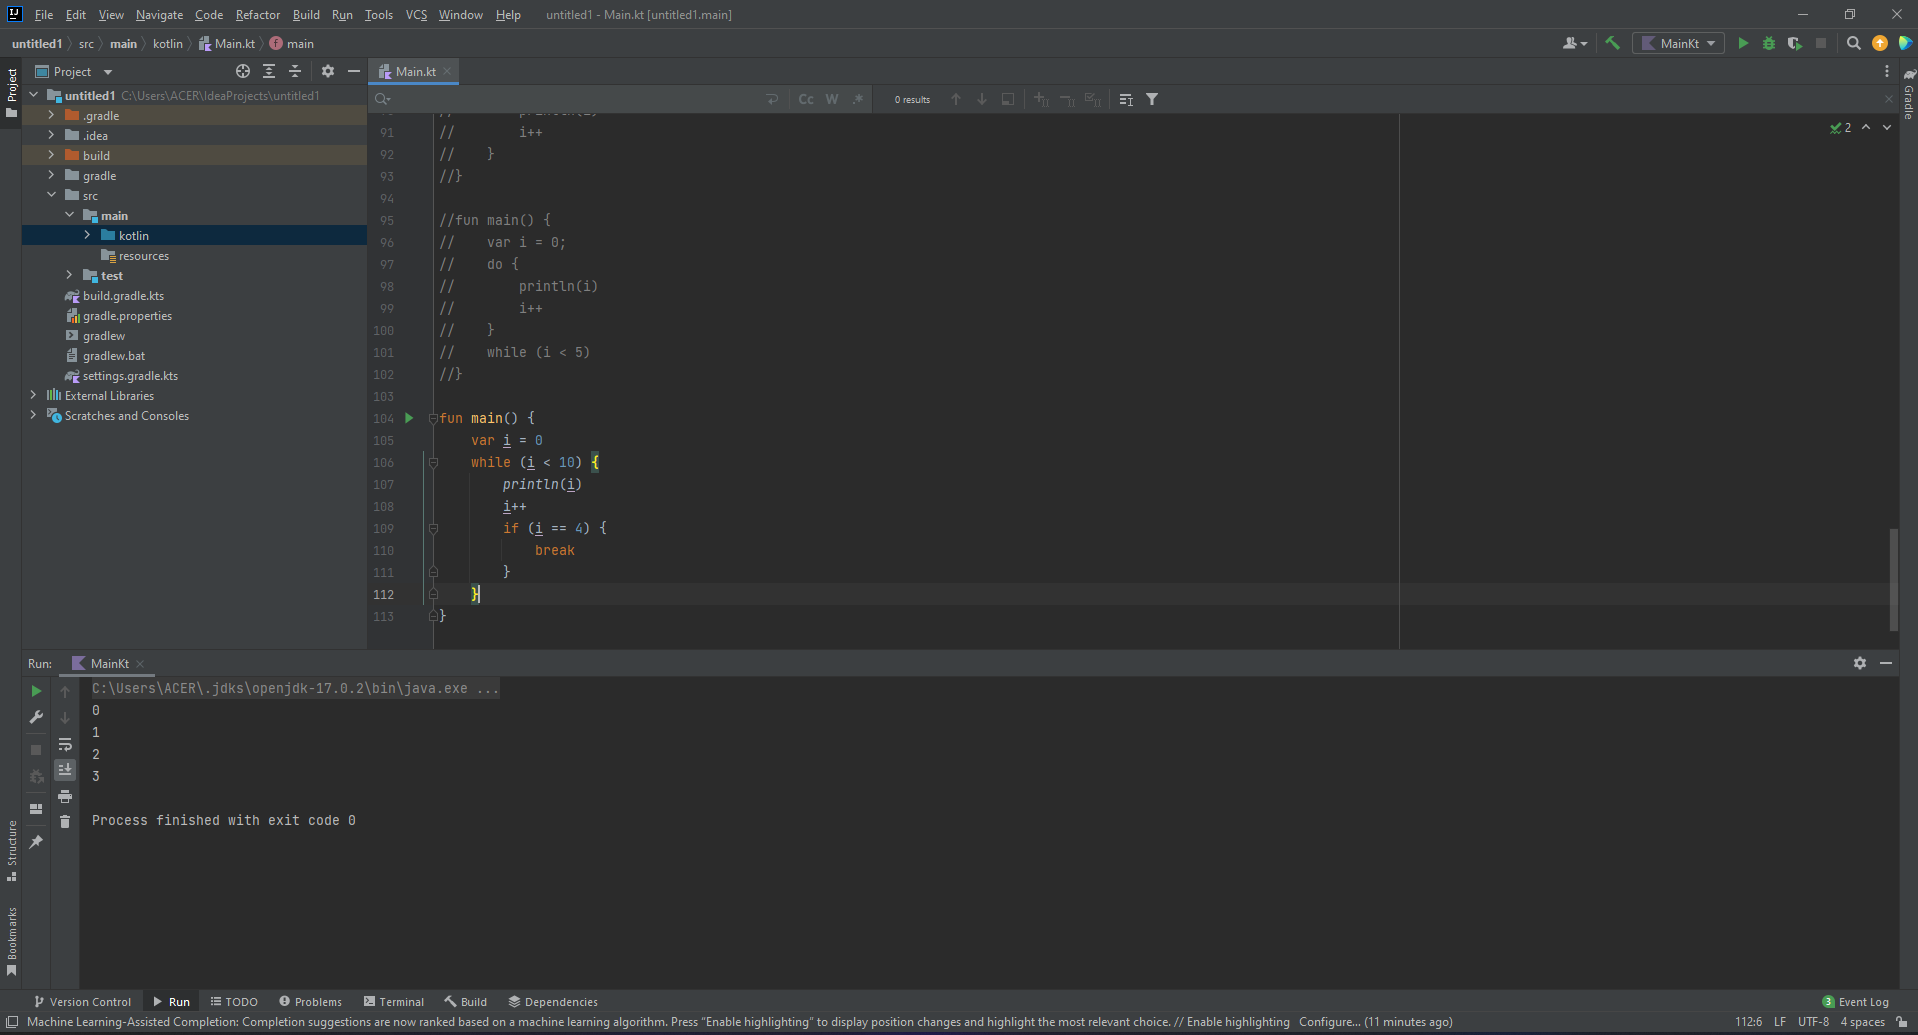 File Edit View Navigate Code Refactor Build Run Tools VCS Window Help untitled1 - Main.kt [untitled1.main]
untitled1 src main kotlin Main.kt main
MainKt
Project
Project
Main.kt
Gradle
untitled1 C:\Users\ACER\IdeaProjects\untitled1
.gradle
.idea
build
gradle
src
main
kotlin
resources
test
build.gradle.kts
gradle.properties
gradlew
gradlew.bat
settings.gradle.kts
External Libraries
Scratches and Consoles
Cc W .* 0 results
2
91 // i++
92 // }
93 //}
94
95 //fun main() {
96 // var i = 0;
97 // do {
98 // println(i)
99 // i++
100 // }
101 // while (i < 5)
102 //}
103
104 fun main() {
105 var i = 0
106 while (i < 10) {
107 println(i)
108 i++
109 if (i == 4) {
110 break
111 }
112 }
113 }
Run: MainKt
C:\Users\ACER\.jdks\openjdk-17.0.2\bin\java.exe ...
0
1
2
3
Process finished with exit code 0
Structure
Bookmarks
Version Control Run TODO Problems Terminal Build Dependencies 3 Event Log
Machine Learning-Assisted Completion: Completion suggestions are now ranked based on a machine learning algorithm. Press "Enable highlighting" to display position changes and highlight the most relevant choice. // Enable highlighting Configure... (11 minutes ago) 112:6 LF UTF-8 4 spaces